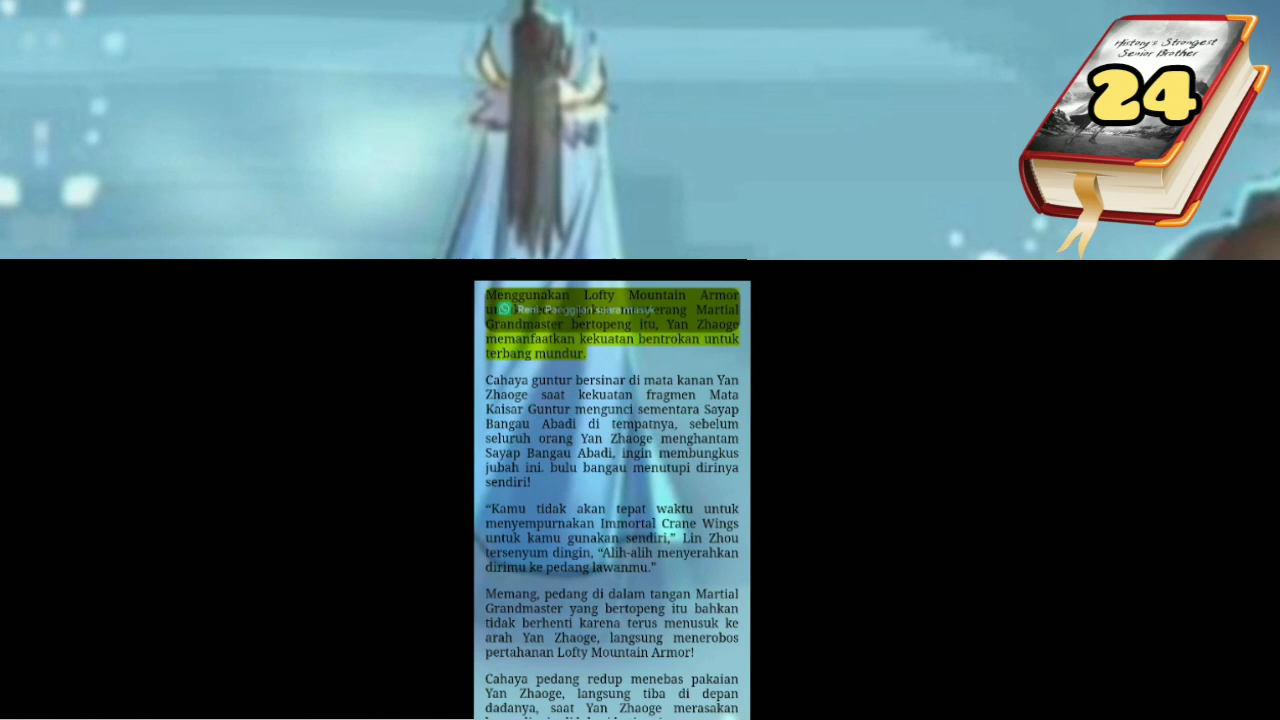 History's Strongest
Senior Brother
24
Menggunakan Lofty Mountain Armor
Reni: Panggilan suara masuk
Grandmaster bertopeng itu, Yan Zhaoge
memanfaatkan kekuatan bentrokan untuk
terbang mundur.
Cahaya guntur bersinar di mata kanan Yan
Zhaoge saat kekuatan fragmen Mata
Kaisar Guntur mengunci sementara Sayap
Bangau Abadi di tempatnya, sebelum
seluruh orang Yan Zhaoge menghantam
Sayap Bangau Abadi, ingin membungkus
jubah ini. bulu bangau menutupi dirinya
sendiri!
“Kamu tidak akan tepat waktu untuk
menyempurnakan Immortal Crane Wings
untuk kamu gunakan sendiri,” Lin Zhou
tersenyum dingin, “Alih-alih menyerahkan
dirimu ke pedang lawanmu.”
Memang, pedang di dalam tangan Martial
Grandmaster yang bertopeng itu bahkan
tidak berhenti karena terus menusuk ke
arah Yan Zhaoge, langsung menerobos
pertahanan Lofty Mountain Armor!
Cahaya pedang redup menebas pakaian
Yan Zhaoge, langsung tiba di depan
dadanya, saat Yan Zhaoge merasakan